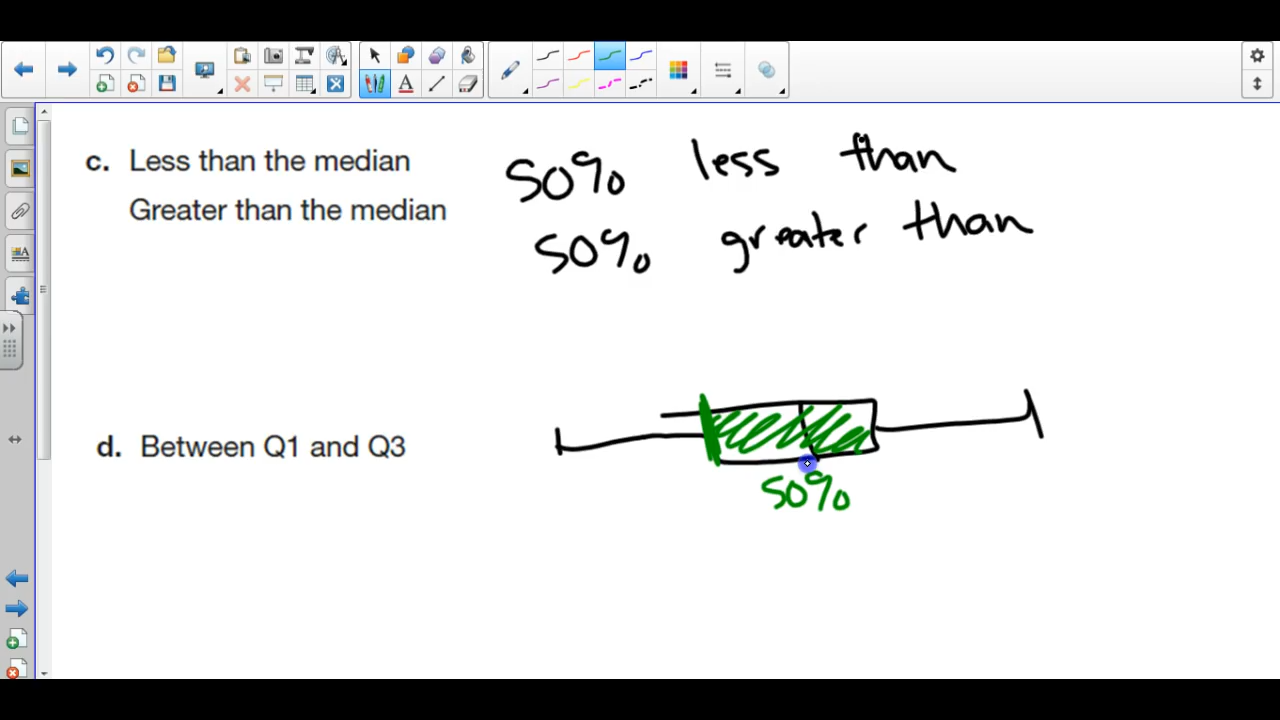 c. Less than the median 50% less than
Greater than the median 50% greater than
d. Between Q1 and Q3
50%